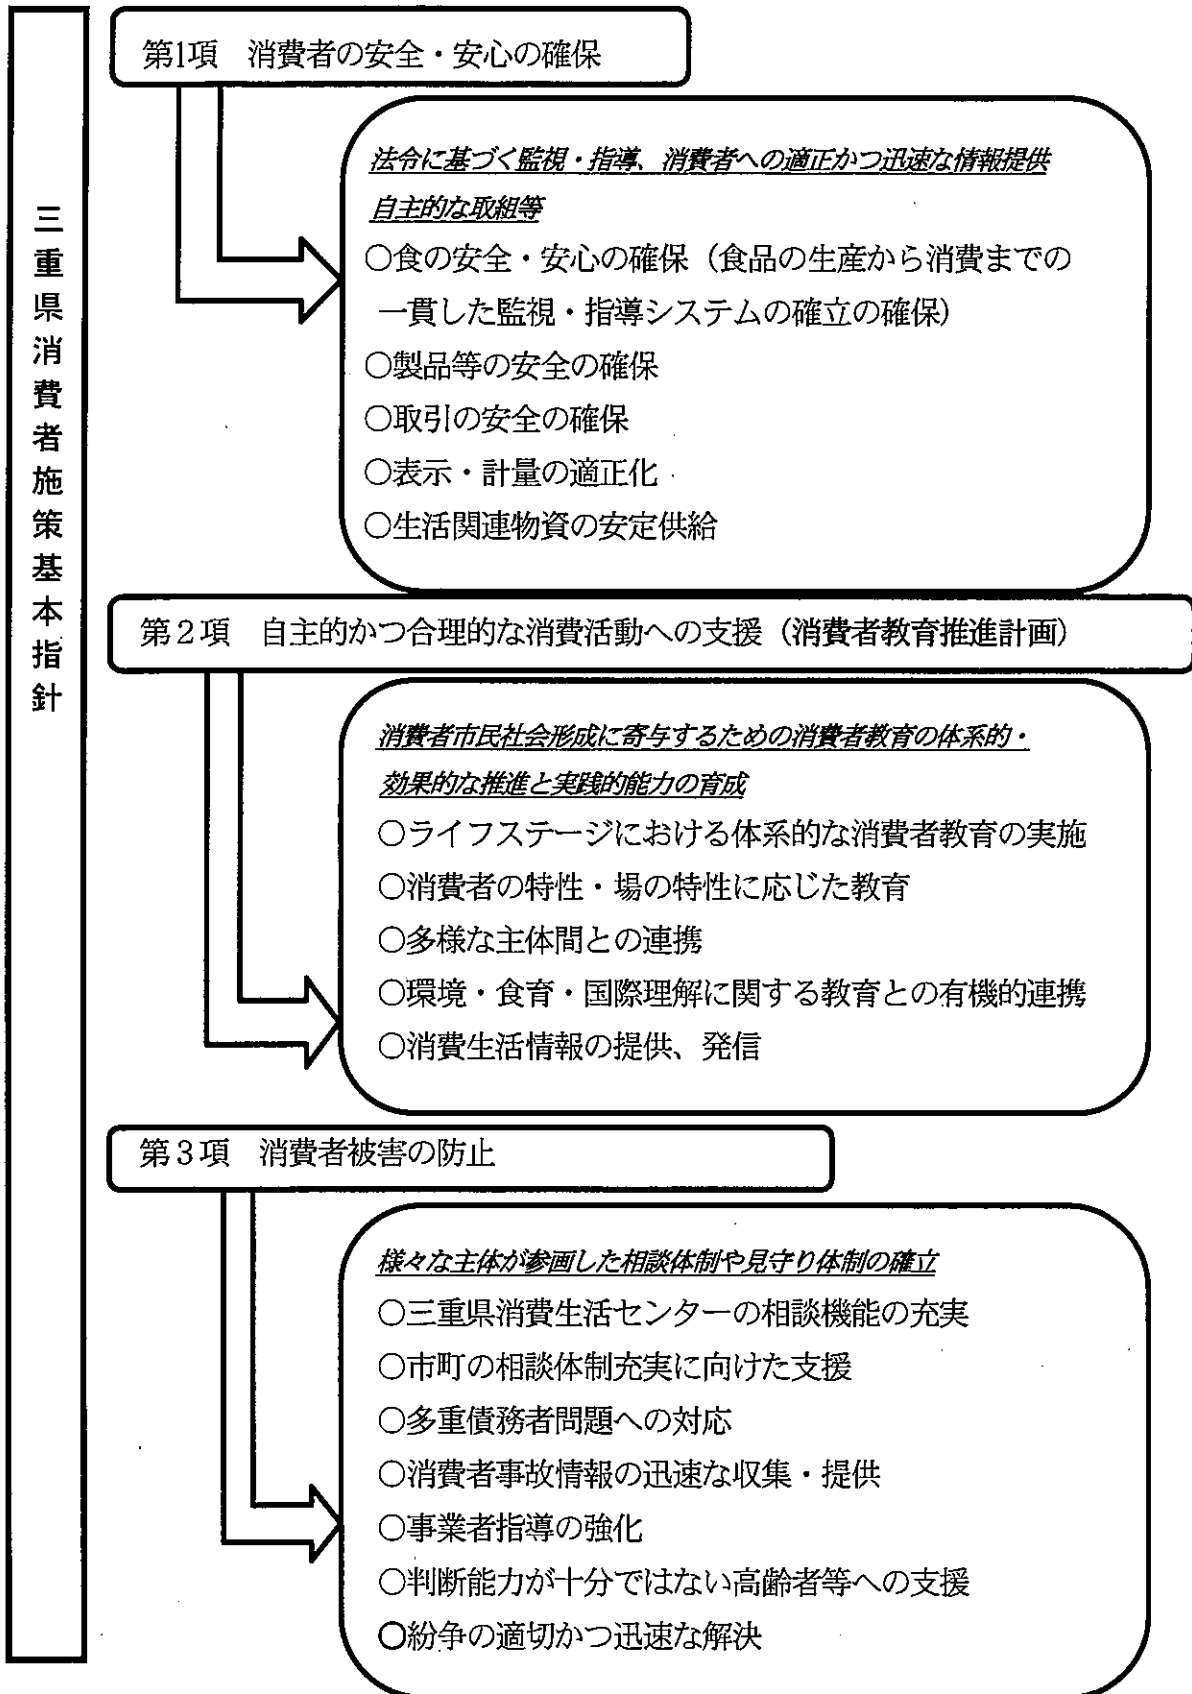 三重県消費者施策基本指針
第1項 消費者の安全・安心の確保
法令に基づく監視・指導、消費者への適正かつ迅速な情報提供
自主的な取組等
○食の安全・安心の確保（食品の生産から消費までの
一貫した監視・指導システムの確立の確保）
○製品等の安全の確保
○取引の安全の確保
○表示・計量の適正化
○生活関連物資の安定供給
第２項 自主的かつ合理的な消費活動への支援（消費者教育推進計画）
消費者市民社会形成に寄与するための消費者教育の体系的・
効果的な推進と実践的能力の育成
○ライフステージにおける体系的な消費者教育の実施
○消費者の特性・場の特性に応じた教育
○多様な主体間との連携
○環境・食育・国際理解に関する教育との有機的連携
○消費生活情報の提供、発信
第３項 消費者被害の防止
様々な主体が参画した相談体制や見守り体制の確立
○三重県消費生活センターの相談機能の充実
○市町の相談体制充実に向けた支援
○多重債務者問題への対応
○消費者事故情報の迅速な収集・提供
○事業者指導の強化
○判断能力が十分ではない高齢者等への支援
○紛争の適切かつ迅速な解決